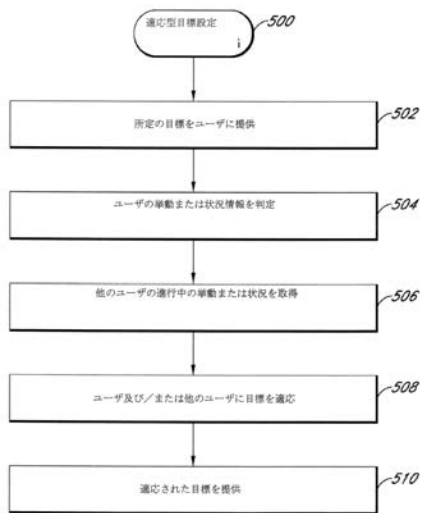 適応型目標設定
500
所定の目標をユーザに提供
502
ユーザの挙動または状況情報を判定
504
他のユーザの進行中の挙動または状況を取得
506
ユーザ及び／または他のユーザに目標を適応
508
適応された目標を提供
510